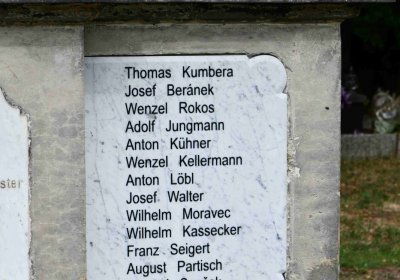 Thomas Kumbera
Josef Beránek
Wenzel Rokos
Adolf Jungmann
Anton Kühner
Wenzel Kellermann
Anton Löbl
Josef Walter
Wilhelm Moravec
Wilhelm Kassecker
Franz Seigert
August Partisch